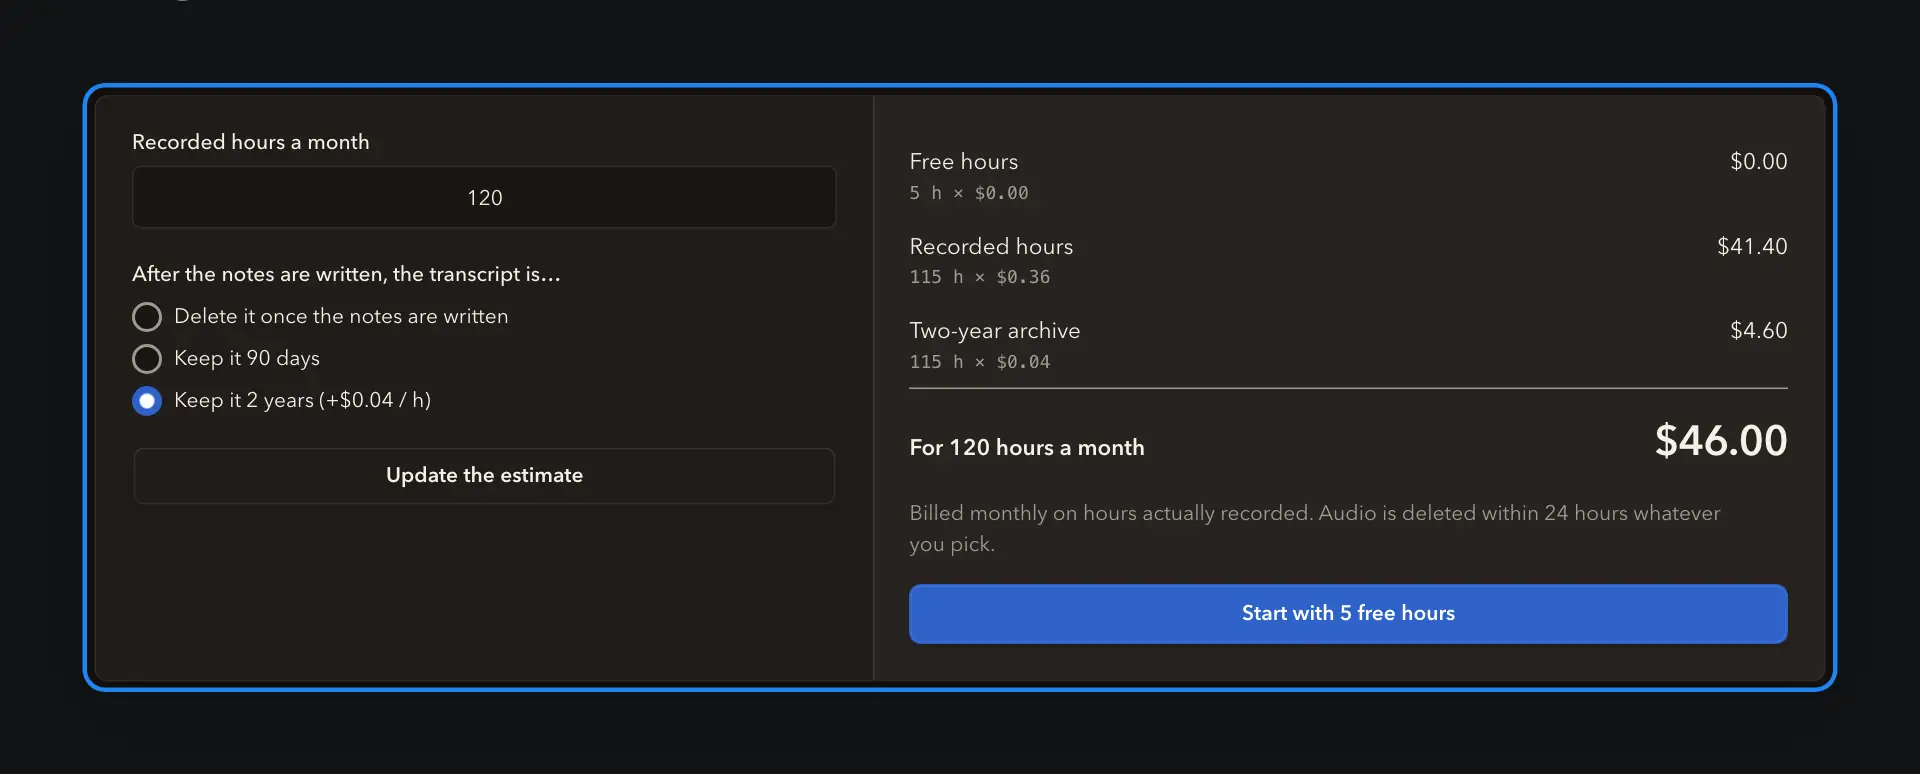 Recorded hours a month
120
After the notes are written, the transcript is…
Delete it once the notes are written
Keep it 90 days
Keep it 2 years (+$0.04 / h)
Update the estimate
Free hours $0.00
5 h × $0.00
Recorded hours $41.40
115 h × $0.36
Two-year archive $4.60
115 h × $0.04
For 120 hours a month $46.00
Billed monthly on hours actually recorded. Audio is deleted within 24 hours whatever
you pick.
Start with 5 free hours